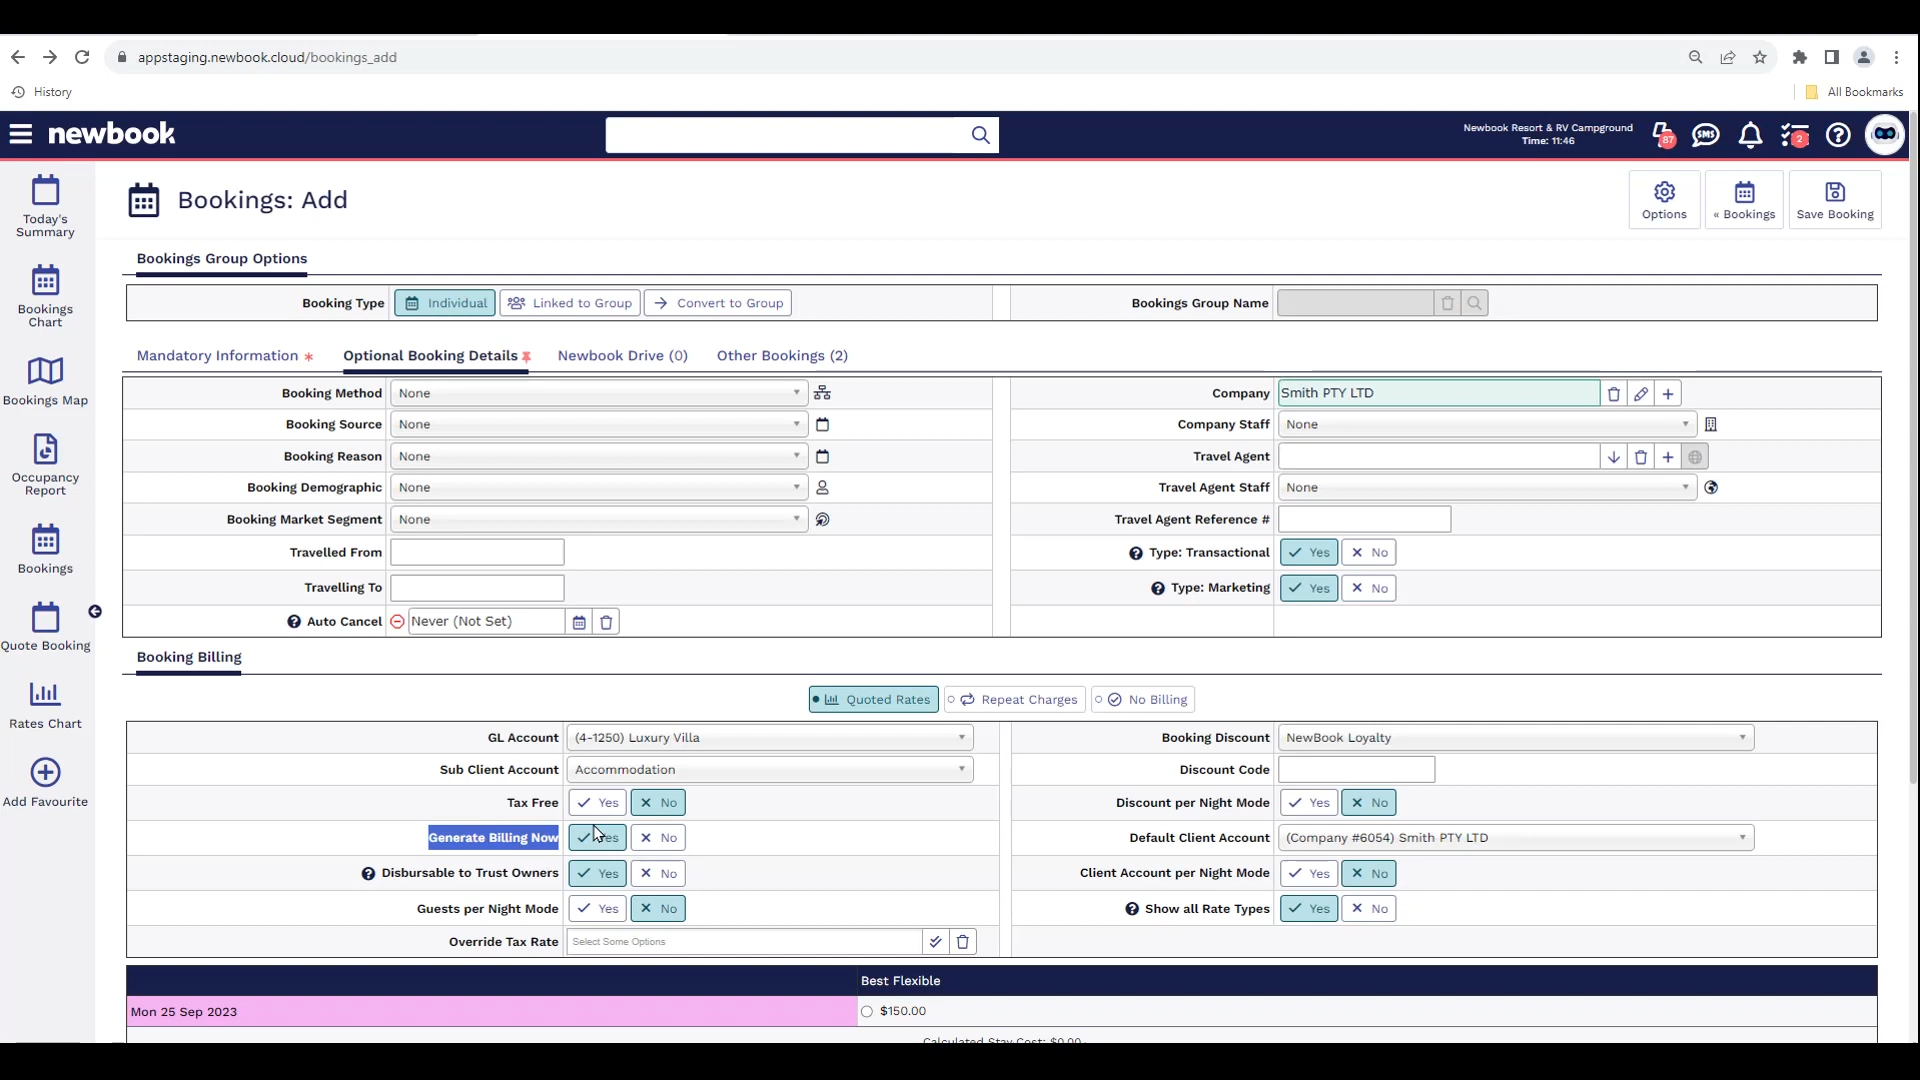 appstaging.newbook.cloud/bookings_add
History
All Bookmarks
newbook
Newbook Resort & RV Campground
Time: 11:46
87
SMS
2
Today's Summary
Bookings Chart
Bookings Map
Occupancy Report
Bookings
Quote Booking
Rates Chart
Add Favourite
Bookings: Add
Options
« Bookings
Save Booking
Bookings Group Options
Booking Type Individual Linked to Group Convert to Group
Bookings Group Name
Mandatory Information * Optional Booking Details Newbook Drive (0) Other Bookings (2)
Booking Method None
Company Smith PTY LTD
Booking Source None
Company Staff None
Booking Reason None
Travel Agent
Booking Demographic None
Travel Agent Staff None
Booking Market Segment None
Travel Agent Reference #
Travelled From
Type: Transactional Yes No
Travelling To
Type: Marketing Yes No
Auto Cancel Never (Not Set)
Booking Billing
Quoted Rates Repeat Charges No Billing
GL Account (4-1250) Luxury Villa
Booking Discount NewBook Loyalty
Sub Client Account Accommodation
Discount Code
Tax Free Yes No
Discount per Night Mode Yes No
Generate Billing Now Yes No
Default Client Account (Company #6054) Smith PTY LTD
Disbursable to Trust Owners Yes No
Client Account per Night Mode Yes No
Guests per Night Mode Yes No
Show all Rate Types Yes No
Override Tax Rate Select Some Options
Best Flexible
Mon 25 Sep 2023 $150.00
Calculated Stay Cost: $0.00